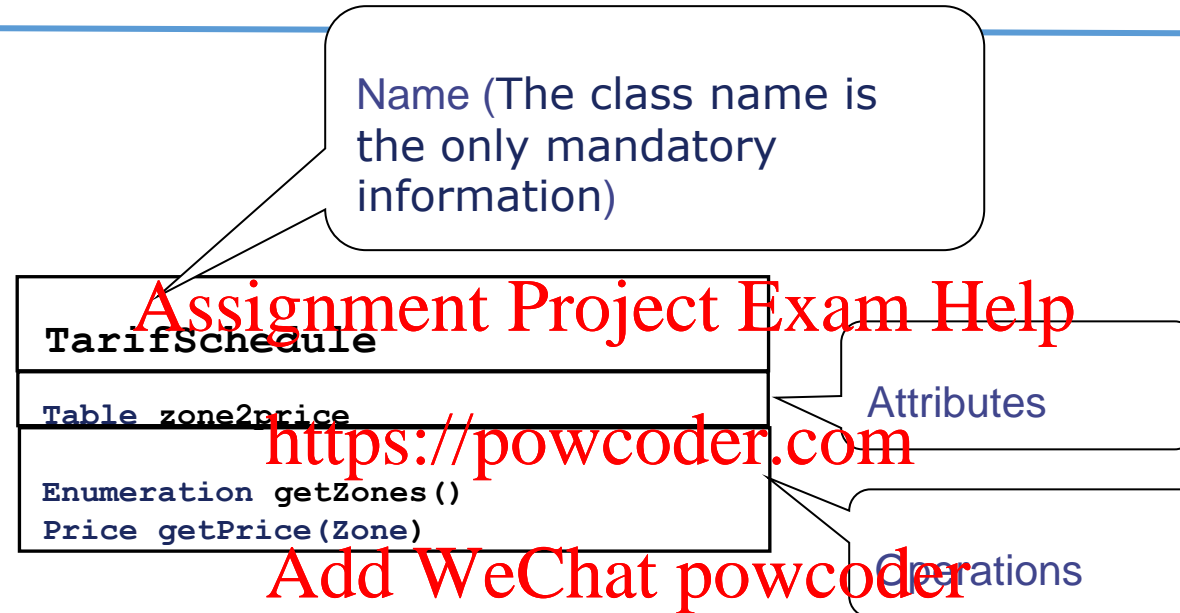 Name (The class name is
the only mandatory
information)
Assignment Project Exam Help
TarifSchedule
Table zone2price
Attributes
https://powcoder.com
Enumeration getZones()
Price getPrice(Zone)
Add WeChat powcoder
Operations